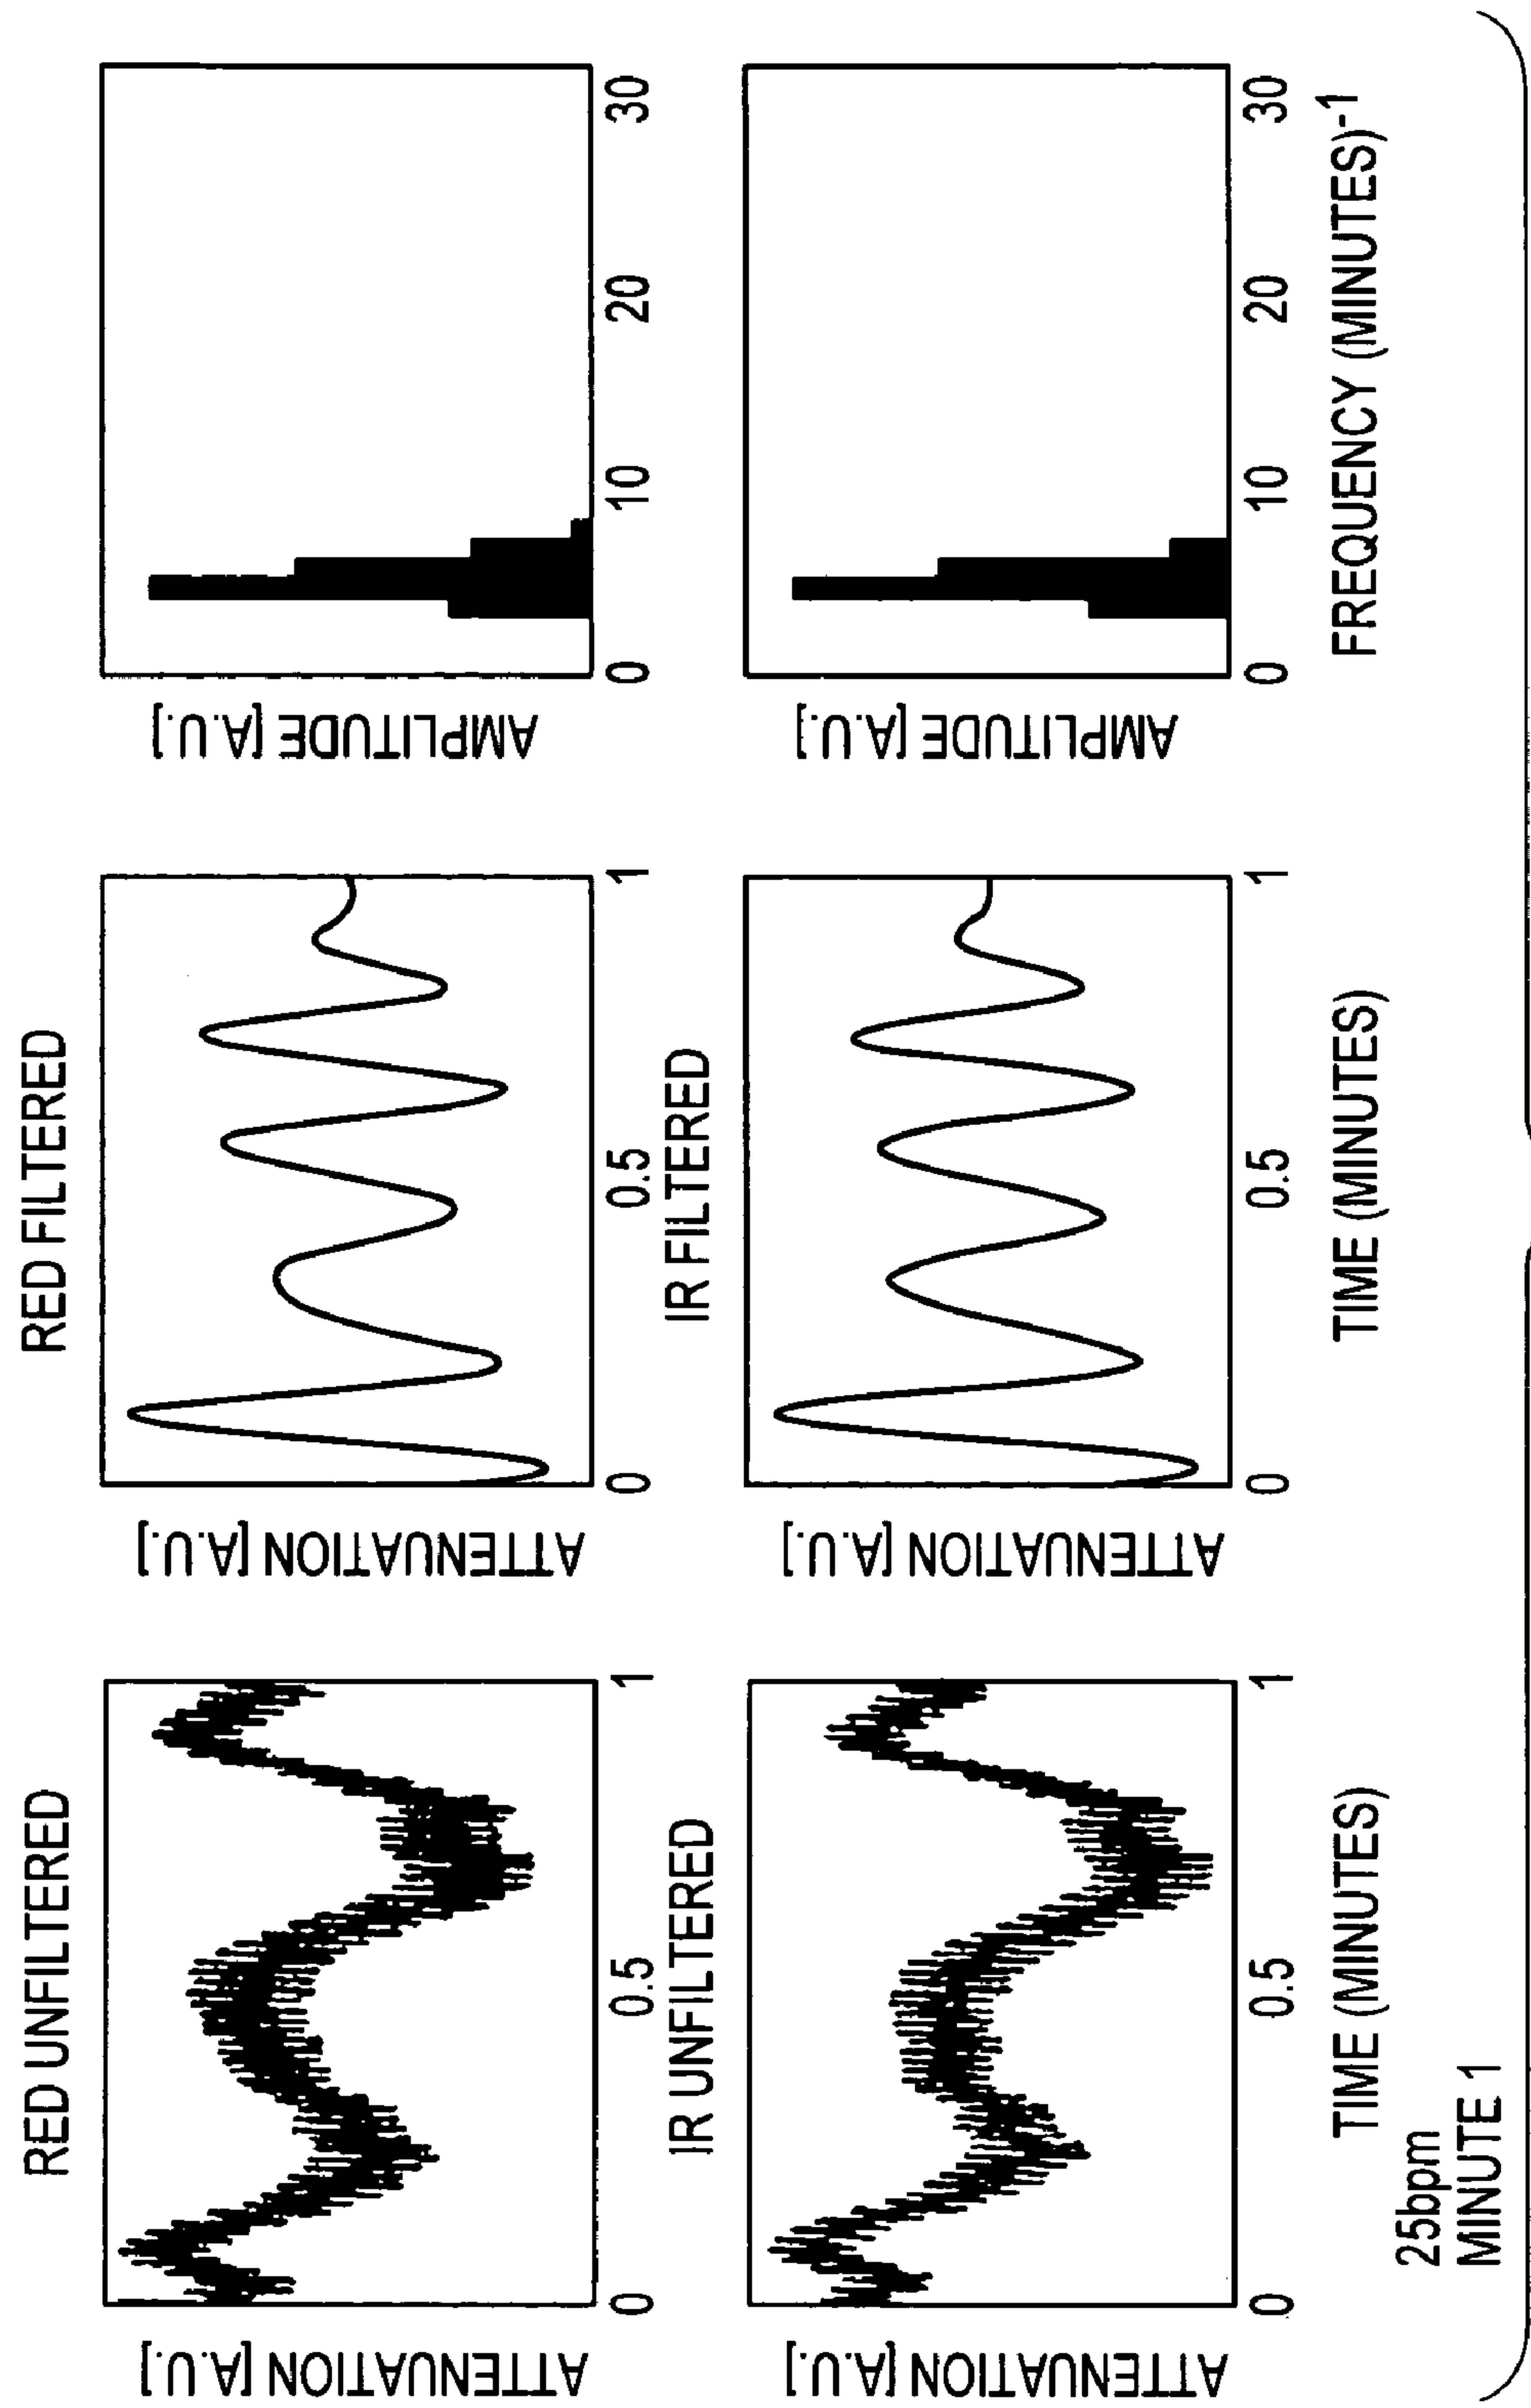 RED UNFILTERED
ATTENUATION [A.U.]
0 0.5 1
RED FILTERED
ATTENUATION [A.U.]
0 0.5 1
AMPLITUDE [A.U.]
0 10 20 30
IR UNFILTERED
ATTENUATION [A.U.]
0 0.5 1
TIME (MINUTES)
IR FILTERED
ATTENUATION [A.U.]
0 0.5 1
TIME (MINUTES)
AMPLITUDE [A.U.]
0 10 20 30
FREQUENCY (MINUTES)-1
25bpm
MINUTE 1